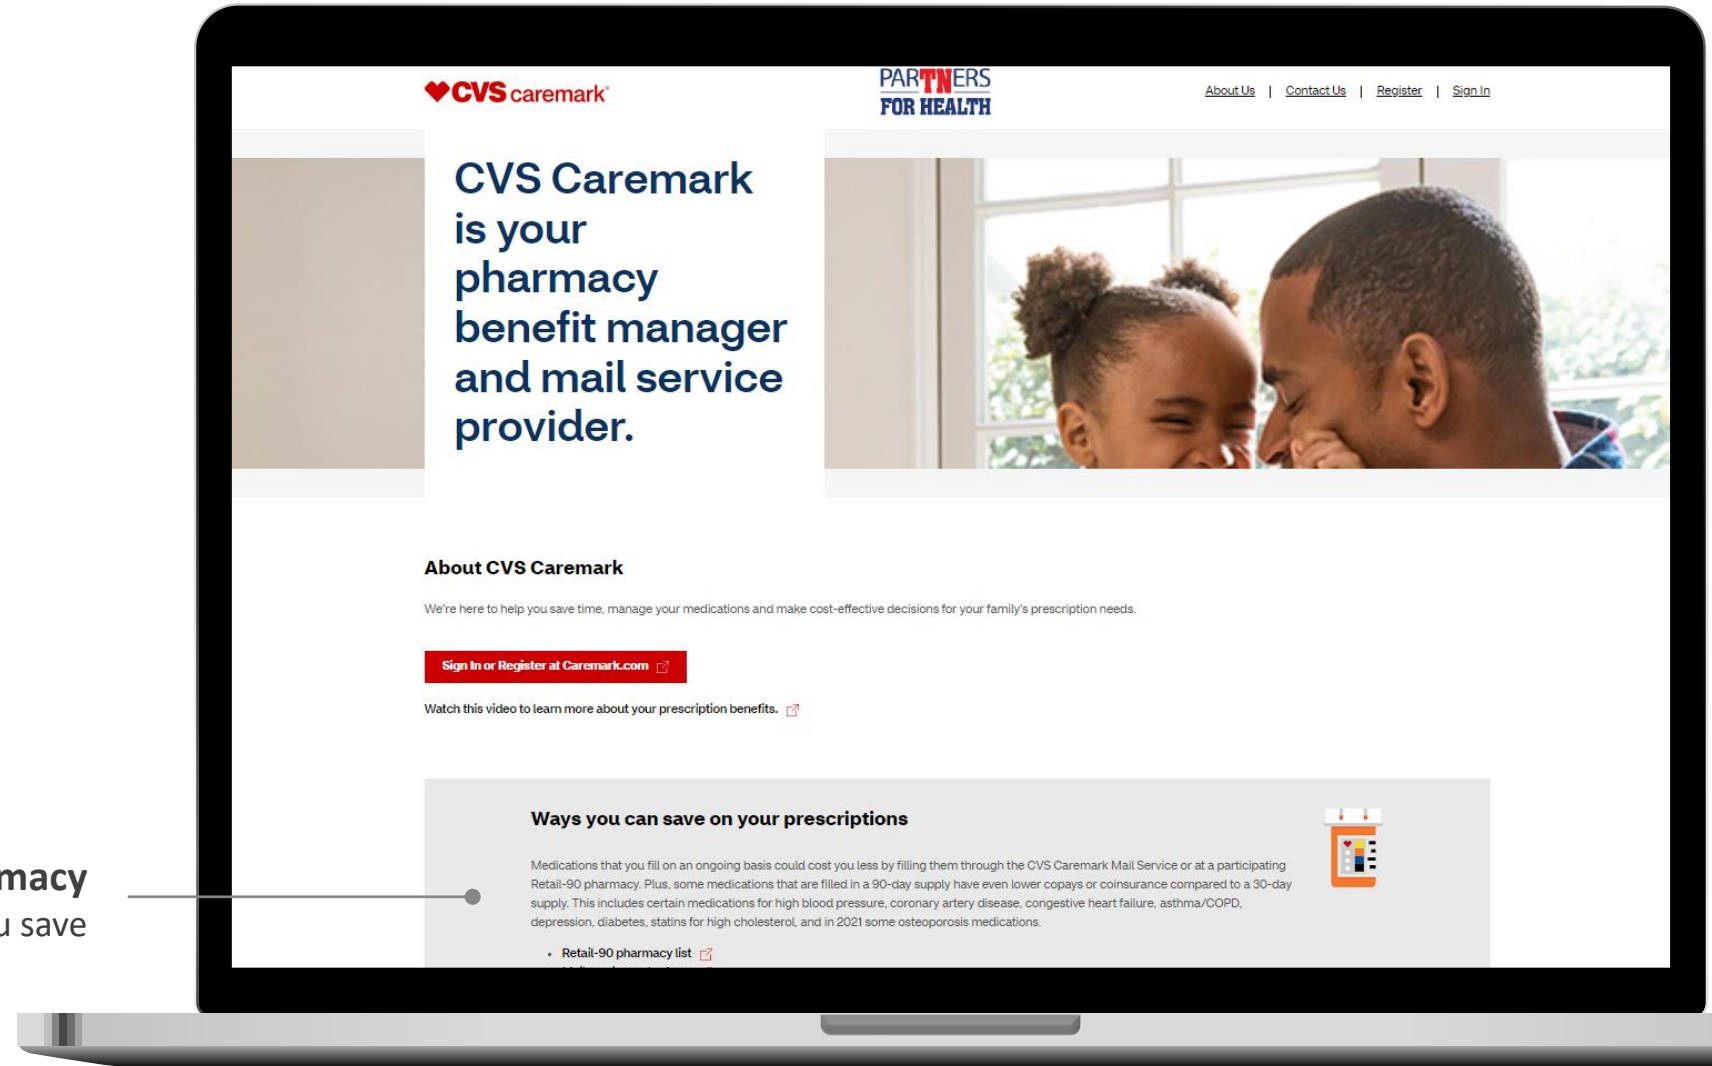 CVS caremark
PARTNERS
FOR HEALTH
About Us | Contact Us | Register | Sign In
CVS Caremark
is your
pharmacy
benefit manager
and mail service
provider.
About CVS Caremark
We're here to help you save time, manage your medications and make cost-effective decisions for your family's prescription needs.
Sign In or Register at Caremark.com
Watch this video to learn more about your prescription benefits.
Ways you can save on your prescriptions
Medications that you fill on an ongoing basis could cost you less by filling them through the CVS Caremark Mail Service or at a participating
Retail-90 pharmacy. Plus, some medications that are filled in a 90-day supply have even lower copays or coinsurance compared to a 30-day
supply. This includes certain medications for high blood pressure, coronary artery disease, congestive heart failure, asthma/COPD,
depression, diabetes, statins for high cholesterol, and in 2021 some osteoporosis medications.
• Retail-90 pharmacy list
macy
u save